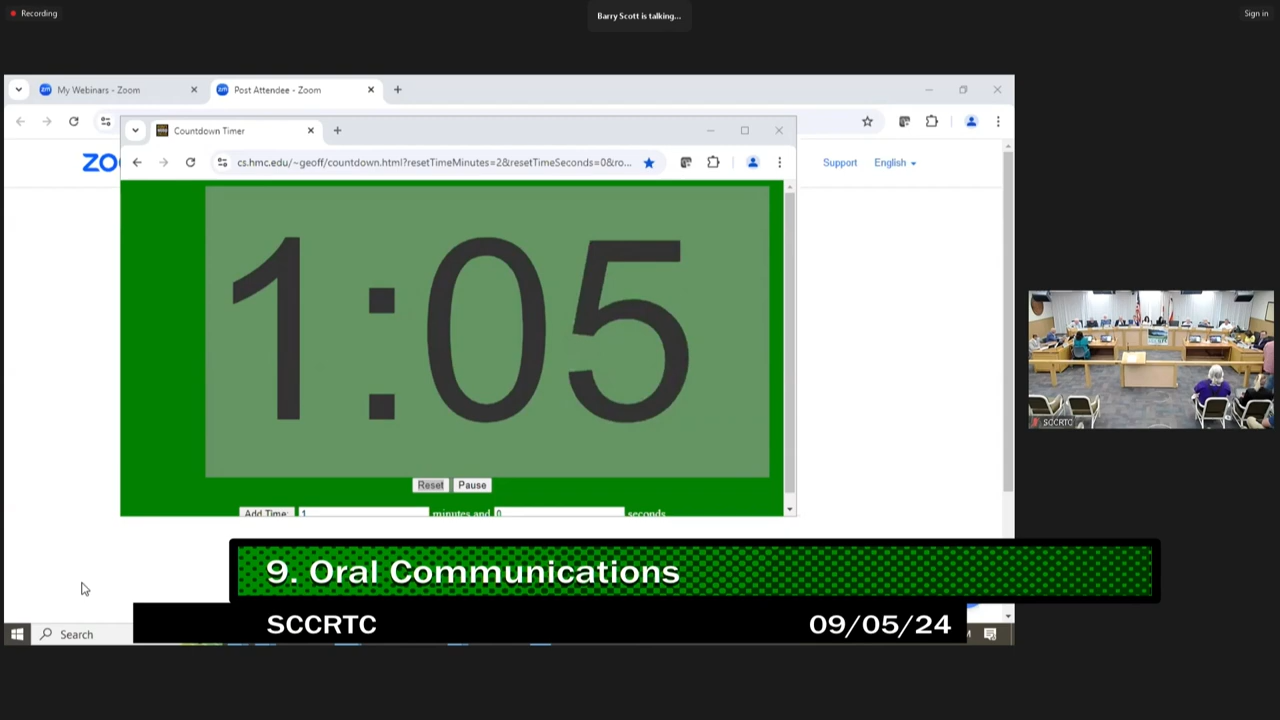 Recording
Barry Scott is talking...
Sign in
My Webinars - Zoom
Post Attendee - Zoom
Countdown Timer
cs.hmc.edu/~geoff/countdown.html?resetTimeMinutes=2&resetTimeSeconds=0&ro...
ZO
Support
English
1:05
Reset
Pause
Add Time:
1
minutes and
0
seconds
SCCRTC
9. Oral Communications
SCCRTC
09/05/24
Search